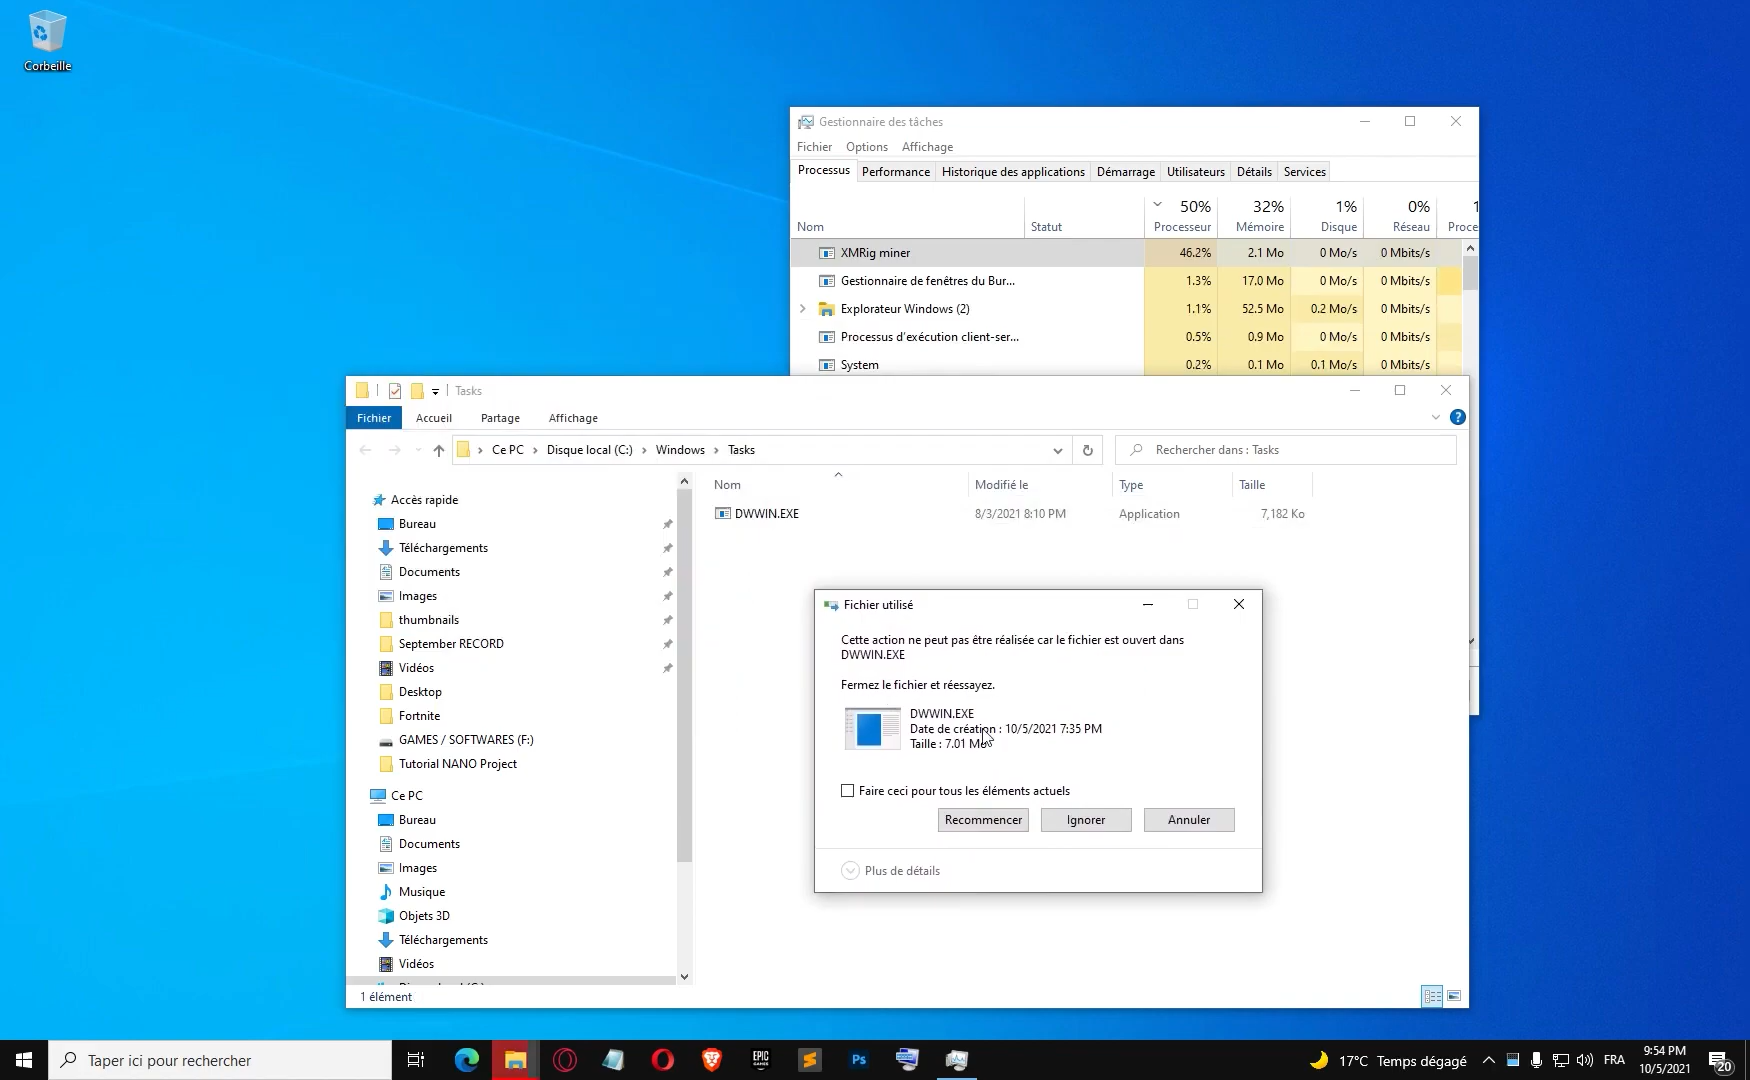 Corbeille
Gestionnaire des tâches
Fichier Options Affichage
Processus Performance Historique des applications Démarrage Utilisateurs Détails Services
50% 32% 1% 0% 1
Nom Statut Processeur Mémoire Disque Réseau Proce
XMRig miner 46.2% 2.1 Mo 0 Mo/s 0 Mbits/s
Gestionnaire de fenêtres du Bur... 1.3% 17.0 Mo 0 Mo/s 0 Mbits/s
Explorateur Windows (2) 1.1% 52.5 Mo 0.2 Mo/s 0 Mbits/s
Processus d'exécution client-ser... 0.5% 0.9 Mo 0 Mo/s 0 Mbits/s
System 0.2% 0.1 Mo 0.1 Mo/s 0 Mbits/s
Tasks
Fichier Accueil Partage Affichage
Ce PC > Disque local (C:) > Windows > Tasks
Rechercher dans : Tasks
Nom Modifié le Type Taille
DWWIN.EXE 8/3/2021 8:10 PM Application 7,182 Ko
Accès rapide
Bureau
Téléchargements
Documents
Images
thumbnails
September RECORD
Vidéos
Desktop
Fortnite
GAMES / SOFTWARES (F:)
Tutorial NANO Project
Ce PC
Bureau
Documents
Images
Musique
Objets 3D
Téléchargements
Vidéos
1 élément
Fichier utilisé
Cette action ne peut pas être réalisée car le fichier est ouvert dans
DWWIN.EXE
Fermez le fichier et réessayez.
DWWIN.EXE
Date de création : 10/5/2021 7:35 PM
Taille : 7.01 Mo
Faire ceci pour tous les éléments actuels
Recommencer Ignorer Annuler
Plus de détails
Taper ici pour rechercher
EPIC GAMES
Ps
17°C Temps dégagé
FRA
9:54 PM
10/5/2021
20